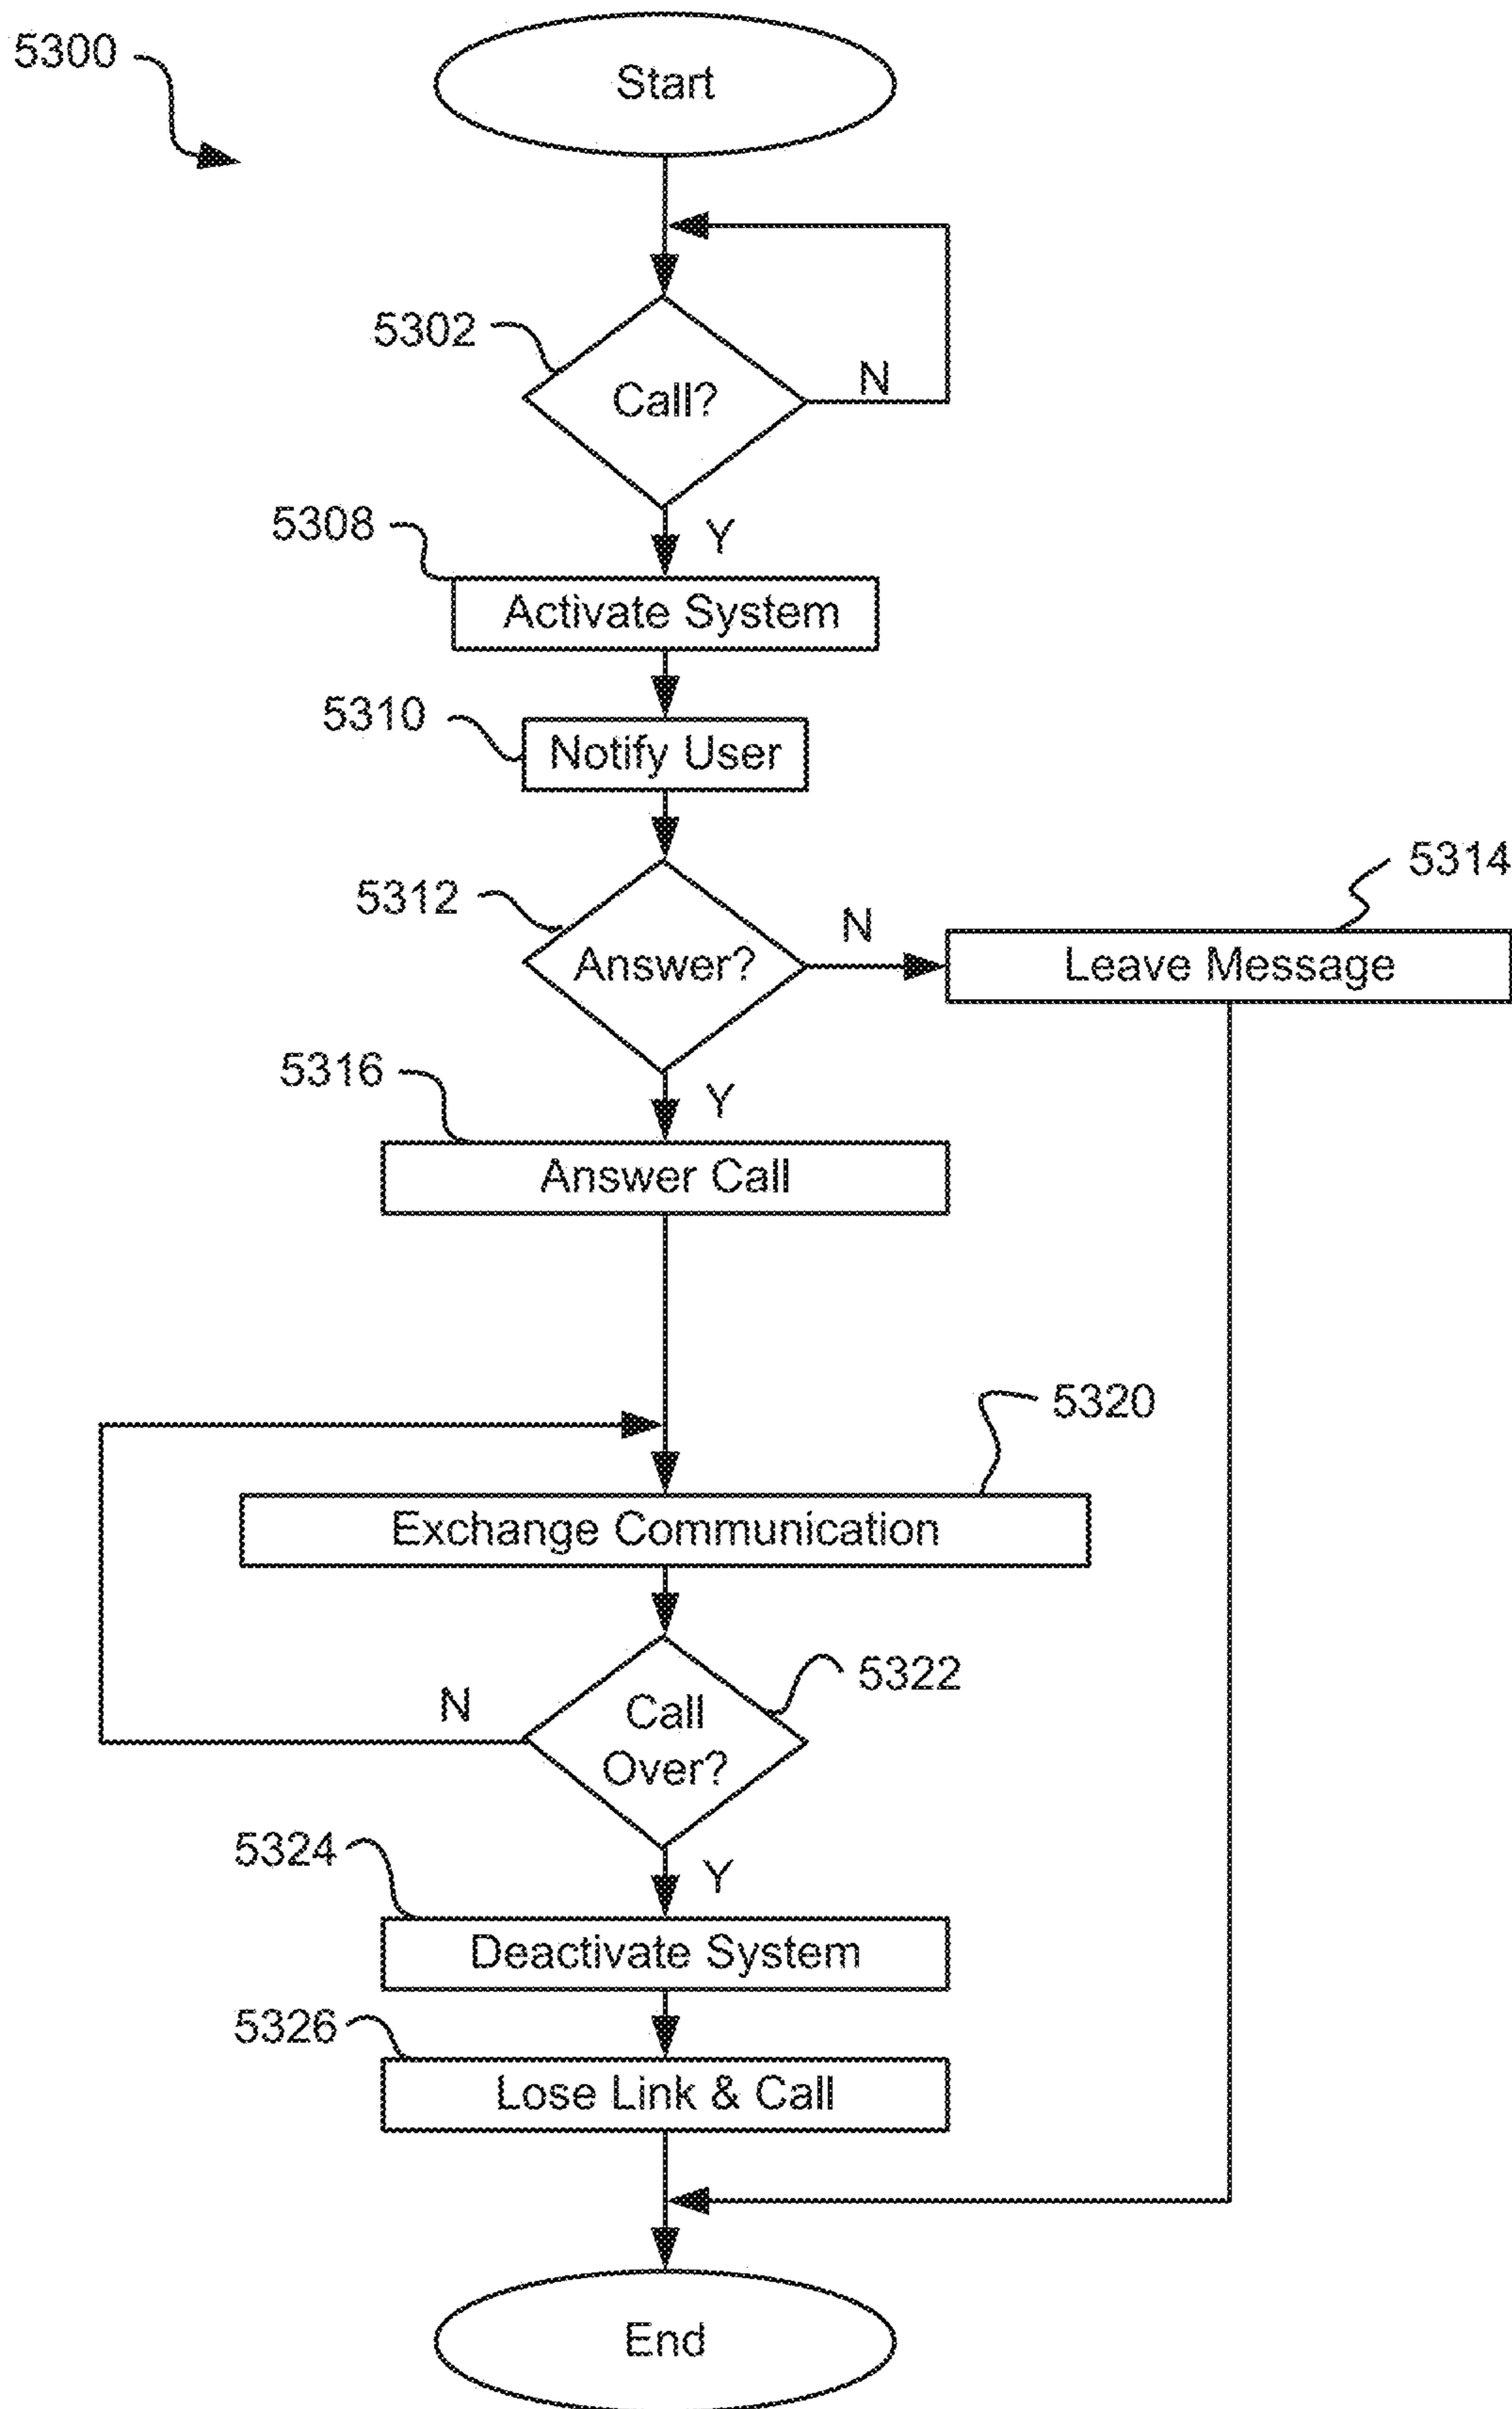 5300
Start
5302
Call?
N
5308
Y
Activate System
5310
Notify User
5314
5312
N
Answer?
Leave Message
5316
Y
Answer Call
5320
Exchange Communication
5322
N
Call
Over?
5324
Y
Deactivate System
5326
Lose Link & Call
End